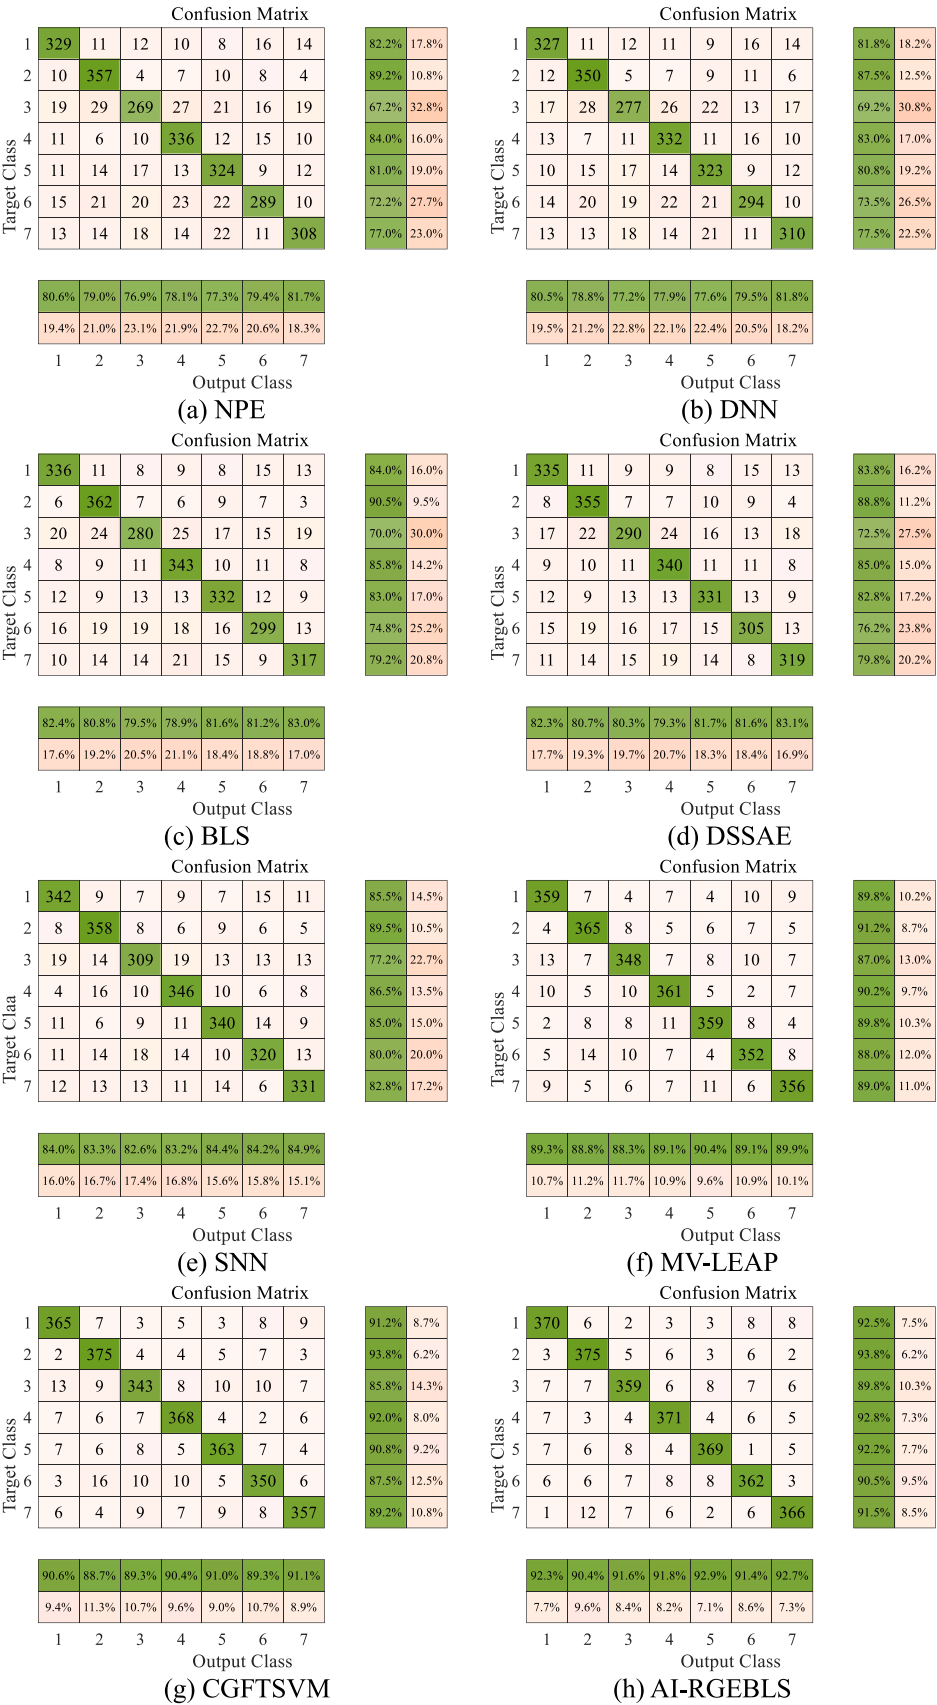 Confusion Matrix
1 329 11 12 10 8 16 14 82.2% 17.8%
2 10 357 4 7 10 8 4 89.2% 10.8%
3 19 29 269 27 21 16 19 67.2% 32.8%
4 11 6 10 336 12 15 10 84.0% 16.0%
5 11 14 17 13 324 9 12 81.0% 19.0%
6 15 21 20 23 22 289 10 72.2% 27.7%
7 13 14 18 14 22 11 308 77.0% 23.0%
Target Class
80.6% 79.0% 76.9% 78.1% 77.3% 79.4% 81.7%
19.4% 21.0% 23.1% 21.9% 22.7% 20.6% 18.3%
1 2 3 4 5 6 7
Output Class
(a) NPE
Confusion Matrix
1 327 11 12 11 9 16 14 81.8% 18.2%
2 12 350 5 7 9 11 6 87.5% 12.5%
3 17 28 277 26 22 13 17 69.2% 30.8%
4 13 7 11 332 11 16 10 83.0% 17.0%
5 10 15 17 14 323 9 12 80.8% 19.2%
6 14 20 19 22 21 294 10 73.5% 26.5%
7 13 13 18 14 21 11 310 77.5% 22.5%
Target Class
80.5% 78.8% 77.2% 77.9% 77.6% 79.5% 81.8%
19.5% 21.2% 22.8% 22.1% 22.4% 20.5% 18.2%
1 2 3 4 5 6 7
Output Class
(b) DNN
Confusion Matrix
1 336 11 8 9 8 15 13 84.0% 16.0%
2 6 362 7 6 9 7 3 90.5% 9.5%
3 20 24 280 25 17 15 19 70.0% 30.0%
4 8 9 11 343 10 11 8 85.8% 14.2%
5 12 9 13 13 332 12 9 83.0% 17.0%
6 16 19 19 18 16 299 13 74.8% 25.2%
7 10 14 14 21 15 9 317 79.2% 20.8%
Target Class
82.4% 80.8% 79.5% 78.9% 81.6% 81.2% 83.0%
17.6% 19.2% 20.5% 21.1% 18.4% 18.8% 17.0%
1 2 3 4 5 6 7
Output Class
(c) BLS
Confusion Matrix
1 335 11 9 9 8 15 13 83.8% 16.2%
2 8 355 7 7 10 9 4 88.8% 11.2%
3 17 22 290 24 16 13 18 72.5% 27.5%
4 9 10 11 340 11 11 8 85.0% 15.0%
5 12 9 13 13 331 13 9 82.8% 17.2%
6 15 19 16 17 15 305 13 76.2% 23.8%
7 11 14 15 19 14 8 319 79.8% 20.2%
Target Class
82.3% 80.7% 80.3% 79.3% 81.7% 81.6% 83.1%
17.7% 19.3% 19.7% 20.7% 18.3% 18.4% 16.9%
1 2 3 4 5 6 7
Output Class
(d) DSSAE
Confusion Matrix
1 342 9 7 9 7 15 11 85.5% 14.5%
2 8 358 8 6 9 6 5 89.5% 10.5%
3 19 14 309 19 13 13 13 77.2% 22.7%
4 4 16 10 346 10 6 8 86.5% 13.5%
5 11 6 9 11 340 14 9 85.0% 15.0%
6 11 14 18 14 10 320 13 80.0% 20.0%
7 12 13 13 11 14 6 331 82.8% 17.2%
Target Claa
84.0% 83.3% 82.6% 83.2% 84.4% 84.2% 84.9%
16.0% 16.7% 17.4% 16.8% 15.6% 15.8% 15.1%
1 2 3 4 5 6 7
Output Class
(e) SNN
Confusion Matrix
1 359 7 4 7 4 10 9 89.8% 10.2%
2 4 365 8 5 6 7 5 91.2% 8.7%
3 13 7 348 7 8 10 7 87.0% 13.0%
4 10 5 10 361 5 2 7 90.2% 9.7%
5 2 8 8 11 359 8 4 89.8% 10.3%
6 5 14 10 7 4 352 8 88.0% 12.0%
7 9 5 6 7 11 6 356 89.0% 11.0%
Target Class
89.3% 88.8% 88.3% 89.1% 90.4% 89.1% 89.9%
10.7% 11.2% 11.7% 10.9% 9.6% 10.9% 10.1%
1 2 3 4 5 6 7
Output Class
(f) MV-LEAP
Confusion Matrix
1 365 7 3 5 3 8 9 91.2% 8.7%
2 2 375 4 4 5 7 3 93.8% 6.2%
3 13 9 343 8 10 10 7 85.8% 14.3%
4 7 6 7 368 4 2 6 92.0% 8.0%
5 7 6 8 5 363 7 4 90.8% 9.2%
6 3 16 10 10 5 350 6 87.5% 12.5%
7 6 4 9 7 9 8 357 89.2% 10.8%
Target Class
90.6% 88.7% 89.3% 90.4% 91.0% 89.3% 91.1%
9.4% 11.3% 10.7% 9.6% 9.0% 10.7% 8.9%
1 2 3 4 5 6 7
Output Class
(g) CGFTSVM
Confusion Matrix
1 370 6 2 3 3 8 8 92.5% 7.5%
2 3 375 5 6 3 6 2 93.8% 6.2%
3 7 7 359 6 8 7 6 89.8% 10.3%
4 7 3 4 371 4 6 5 92.8% 7.3%
5 7 6 8 4 369 1 5 92.2% 7.7%
6 6 6 7 8 8 362 3 90.5% 9.5%
7 1 12 7 6 2 6 366 91.5% 8.5%
Target Class
92.3% 90.4% 91.6% 91.8% 92.9% 91.4% 92.7%
7.7% 9.6% 8.4% 8.2% 7.1% 8.6% 7.3%
1 2 3 4 5 6 7
Output Class
(h) AI-RGEBLS